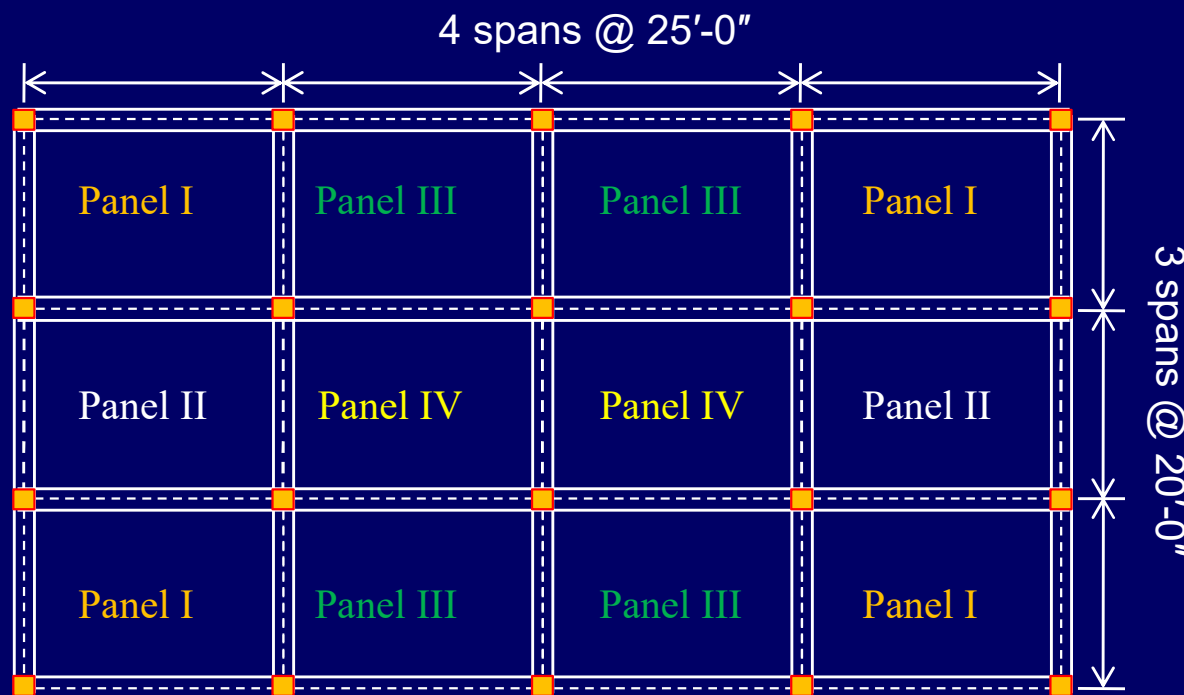 4 spans @ 25′-0″
Panel I
Panel III
Panel III
Panel I
3 spans @ 20′-0″
Panel II
Panel IV
Panel IV
Panel II
Panel I
Panel III
Panel III
Panel I